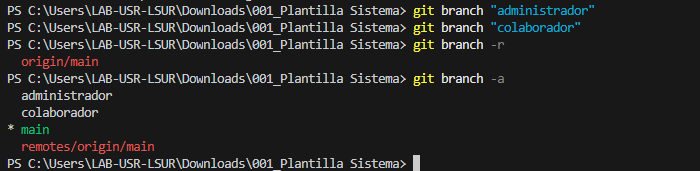 PS C:\Users\LAB-USR-LSUR\Downloads\001_Plantilla Sistema> git branch "administrador"
PS C:\Users\LAB-USR-LSUR\Downloads\001_Plantilla Sistema> git branch "colaborador"
PS C:\Users\LAB-USR-LSUR\Downloads\001_Plantilla Sistema> git branch -r
  origin/main
PS C:\Users\LAB-USR-LSUR\Downloads\001_Plantilla Sistema> git branch -a
  administrador
  colaborador
* main
  remotes/origin/main
PS C:\Users\LAB-USR-LSUR\Downloads\001_Plantilla Sistema>